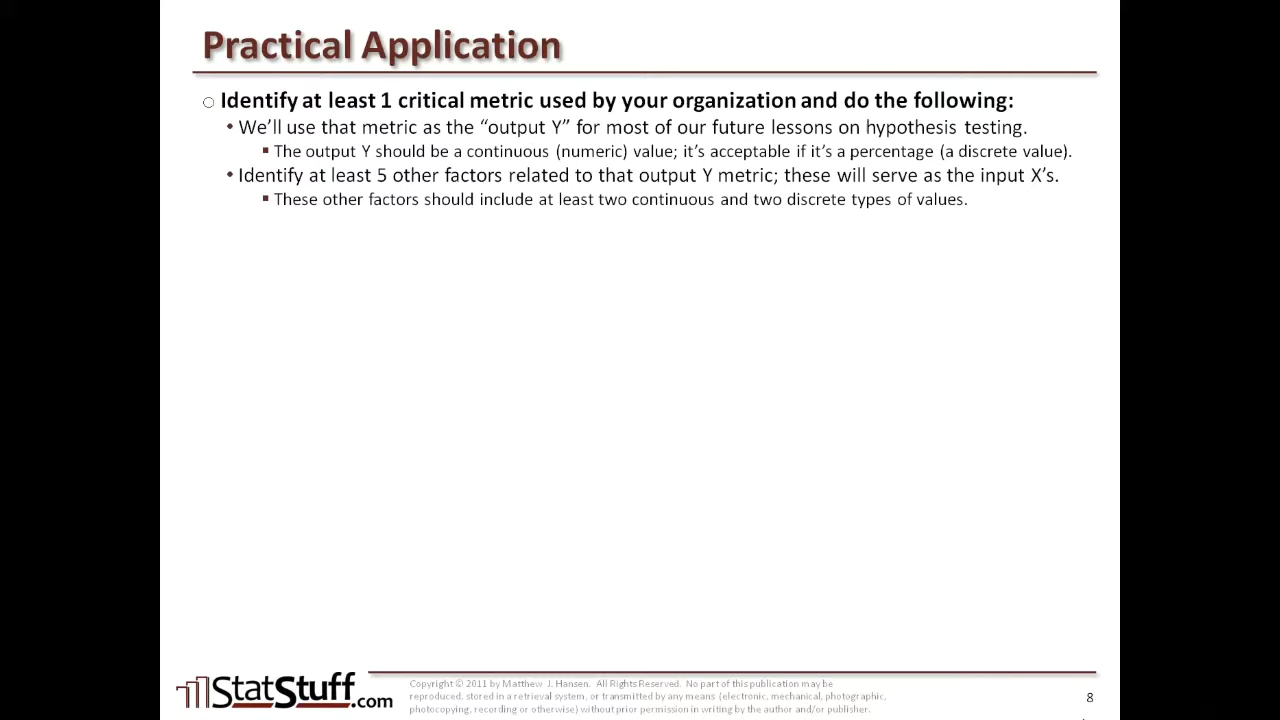 Practical Application
○ Identify at least 1 critical metric used by your organization and do the following:
• We’ll use that metric as the “output Y” for most of our future lessons on hypothesis testing.
▪ The output Y should be a continuous (numeric) value; it’s acceptable if it’s a percentage (a discrete value).
• Identify at least 5 other factors related to that output Y metric; these will serve as the input X’s.
▪ These other factors should include at least two continuous and two discrete types of values.
StatStuff.com
Copyright © 2011 by Matthew J. Hansen. All Rights Reserved. No part of this publication may be
reproduced, stored in a retrieval system, or transmitted by any means (electronic, mechanical, photographic,
photocopying, recording or otherwise) without prior permission in writing by the author and/or publisher.
8